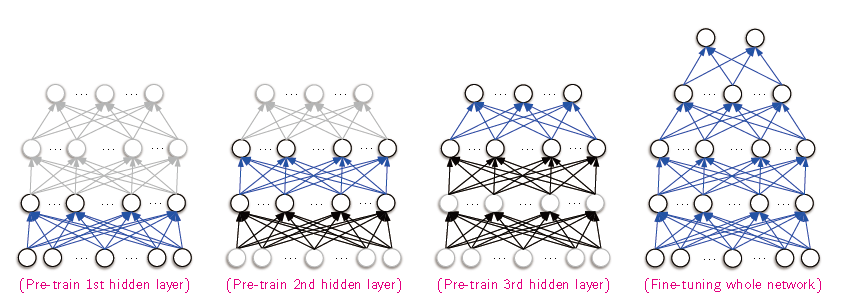 (Pre-train 1st hidden layer)
(Pre-train 2nd hidden layer)
(Pre-train 3rd hidden layer)
(Fine-tuning whole network)